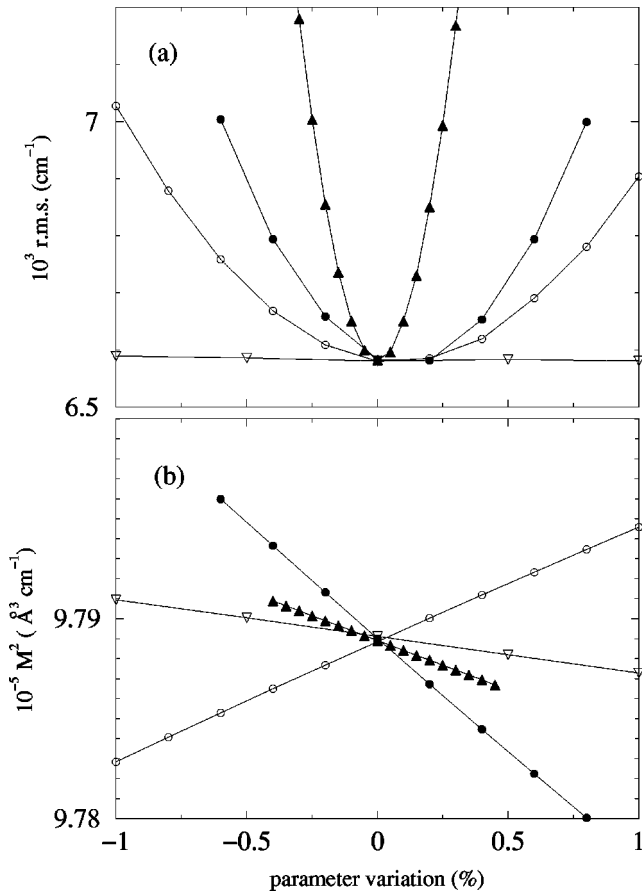 (a)
7
10³ r.m.s. (cm⁻¹)
6.5
(b)
9.79
10⁻⁵ M² ( Å³ cm⁻¹)
9.78
−1 −0.5 0 0.5 1
parameter variation (%)